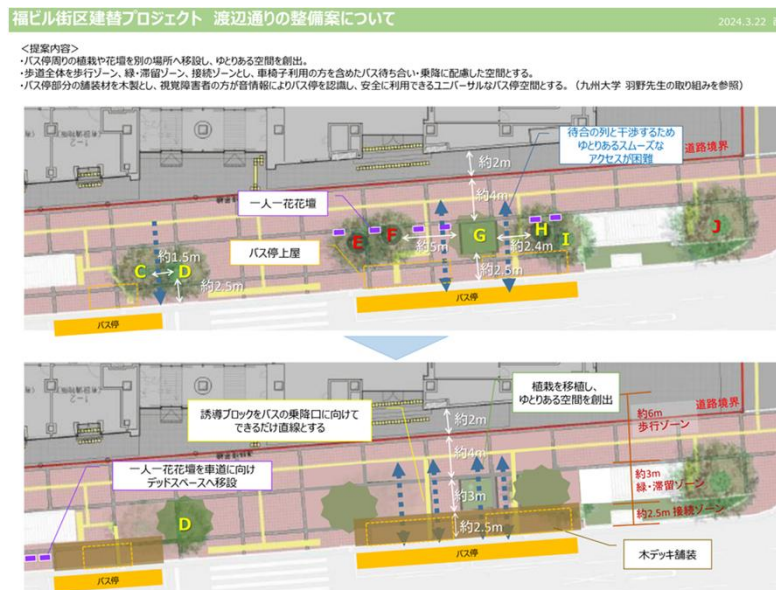 福ビル街区建替プロジェクト 渡辺通りの整備案について
2024.3.22
<提案内容>
・バス停周りの植栽や花壇を別の場所へ移設し、ゆとりある空間を創出。
・歩道全体を歩行ゾーン、緑・滞留ゾーン、接続ゾーンとし、車椅子利用の方を含めたバス待ち合い・乗降に配慮した空間とする。
・バス停部分の舗装材を木製とし、視覚障害者の方が音情報によりバス停を認識し、安全に利用できるユニバーサルなバス停空間とする。（九州大学 羽野先生の取り組みを参照）
待合の列と干渉するため
ゆとりあるスムーズな
アクセスが困難
道路境界
約2m
約4m
一人一花花壇
バス停上屋
E
F
G
H
I
J
約5m
約2.4m
C
D
約1.5m
約2.5m
約2.5m
バス停
バス停
植栽を移植し、
ゆとりある空間を創出
道路境界
誘導ブロックをバスの乗降口に向けて
できるだけ直線とする
約2m
約6m
歩行ゾーン
約4m
一人一花花壇を車道に向け
デッドスペースへ移設
約3m
約3m
緑・滞留ゾーン
D
約2.5m
約2.5m 接続ゾーン
バス停
バス停
木デッキ舗装